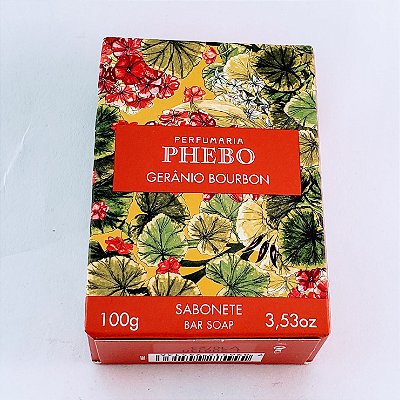 PERFUMARIA
PHEBO
GERÂNIO BOURBON
SABONETE
100g BAR SOAP 3,53oz